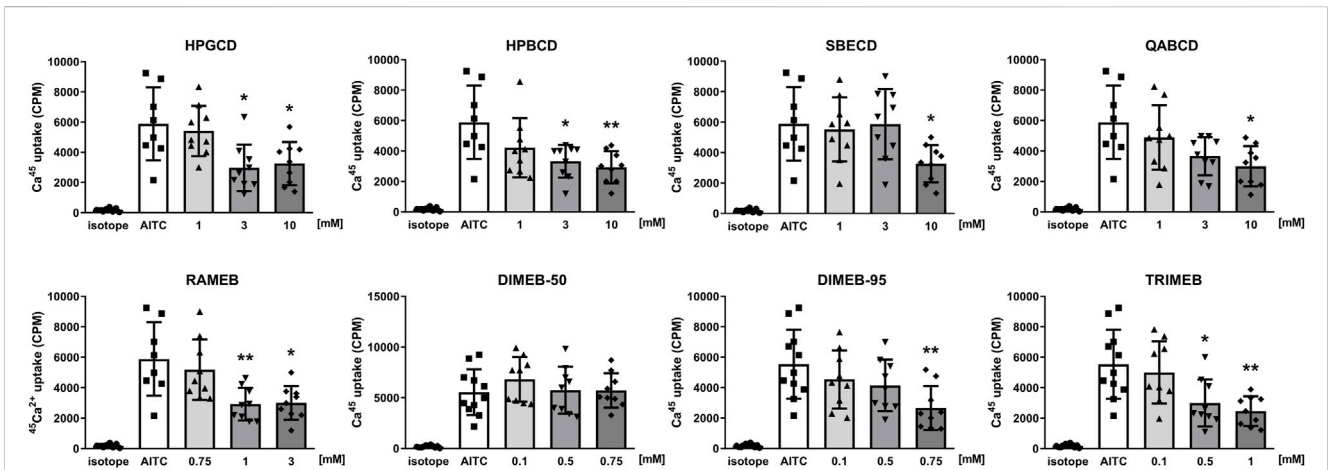 HPGCD
Ca⁴⁵ uptake (CPM)
10000
8000
6000
4000
2000
0
*
*
isotope AITC 1 3 10 [mM]
HPBCD
Ca⁴⁵ uptake (CPM)
10000
8000
6000
4000
2000
0
*
**
isotope AITC 1 3 10 [mM]
SBECD
Ca⁴⁵ uptake (CPM)
10000
8000
6000
4000
2000
0
*
isotope AITC 1 3 10 [mM]
QABCD
Ca⁴⁵ uptake (CPM)
10000
8000
6000
4000
2000
0
*
isotope AITC 1 3 10 [mM]
RAMEB
⁴⁵Ca²⁺ uptake (CPM)
10000
8000
6000
4000
2000
0
**
*
isotope AITC 0.75 1 3 [mM]
DIMEB-50
Ca⁴⁵ uptake (CPM)
15000
10000
5000
0
isotope AITC 0.1 0.5 0.75 [mM]
DIMEB-95
Ca⁴⁵ uptake (CPM)
10000
8000
6000
4000
2000
0
**
isotope AITC 0.1 0.5 0.75 [mM]
TRIMEB
Ca⁴⁵ uptake (CPM)
10000
8000
6000
4000
2000
0
*
**
isotope AITC 0.1 0.5 1 [mM]